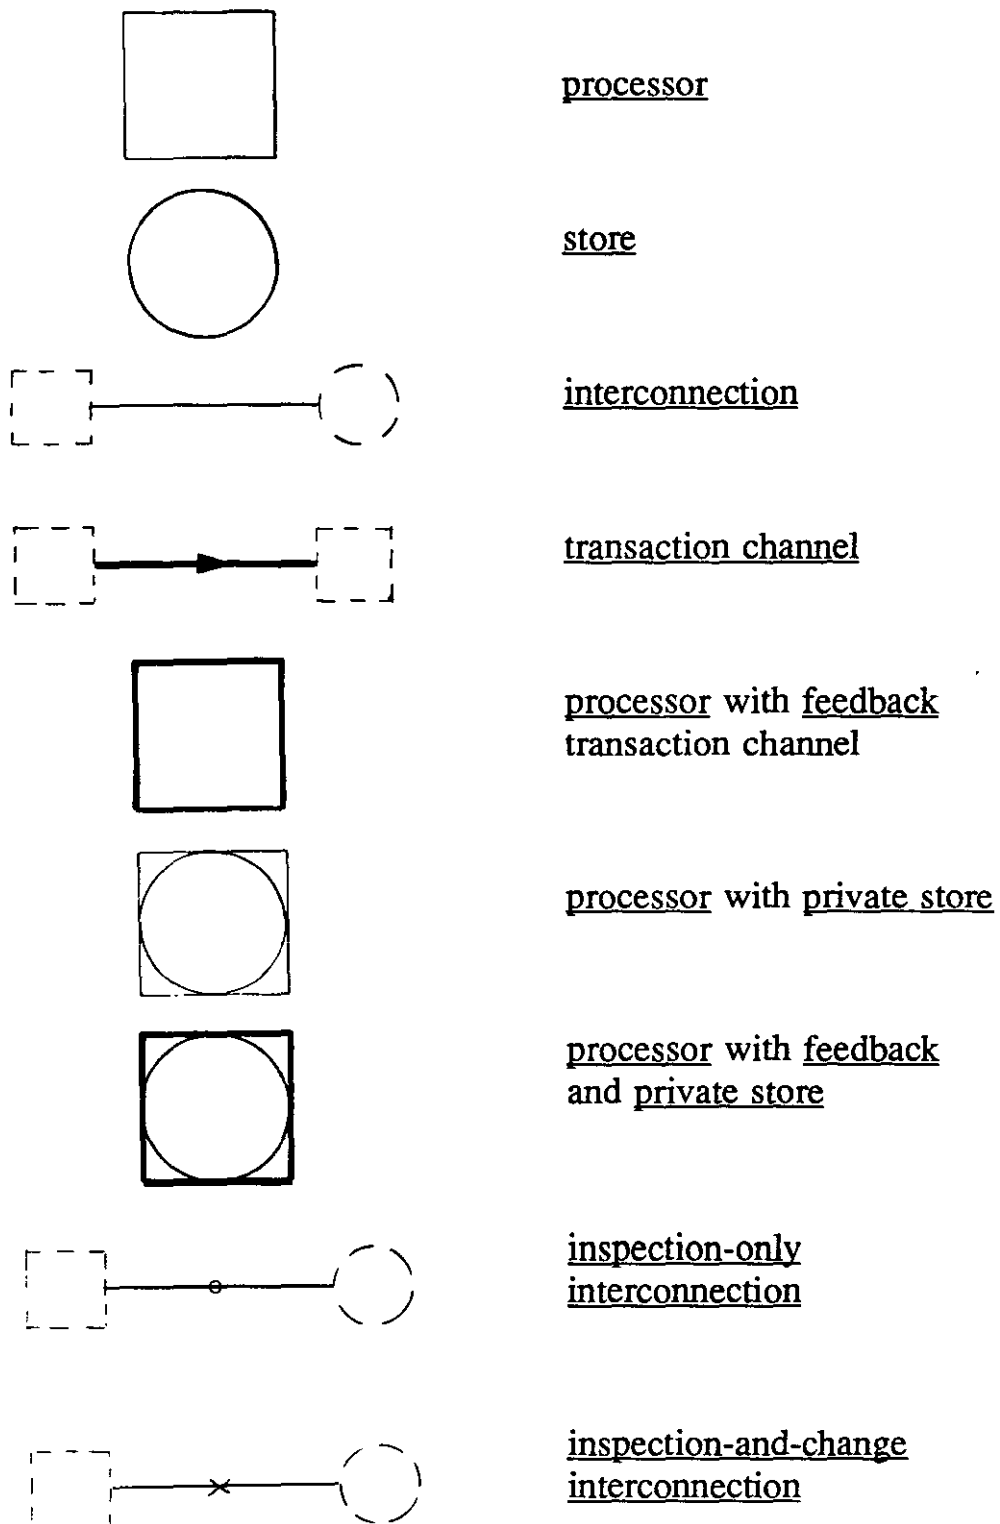 processor
store
interconnection
transaction channel
processor with feedback
transaction channel
processor with private store
processor with feedback
and private store
inspection-only
interconnection
inspection-and-change
interconnection